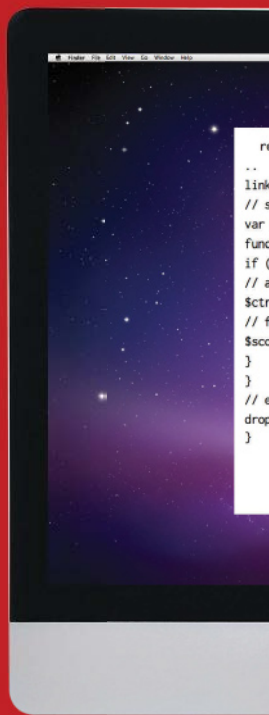 Finder File Edit View Go Window Help
re
..
link
// s
var
func
if (
// a
$ctr
// f
$sco
}
}
// e
drop
}